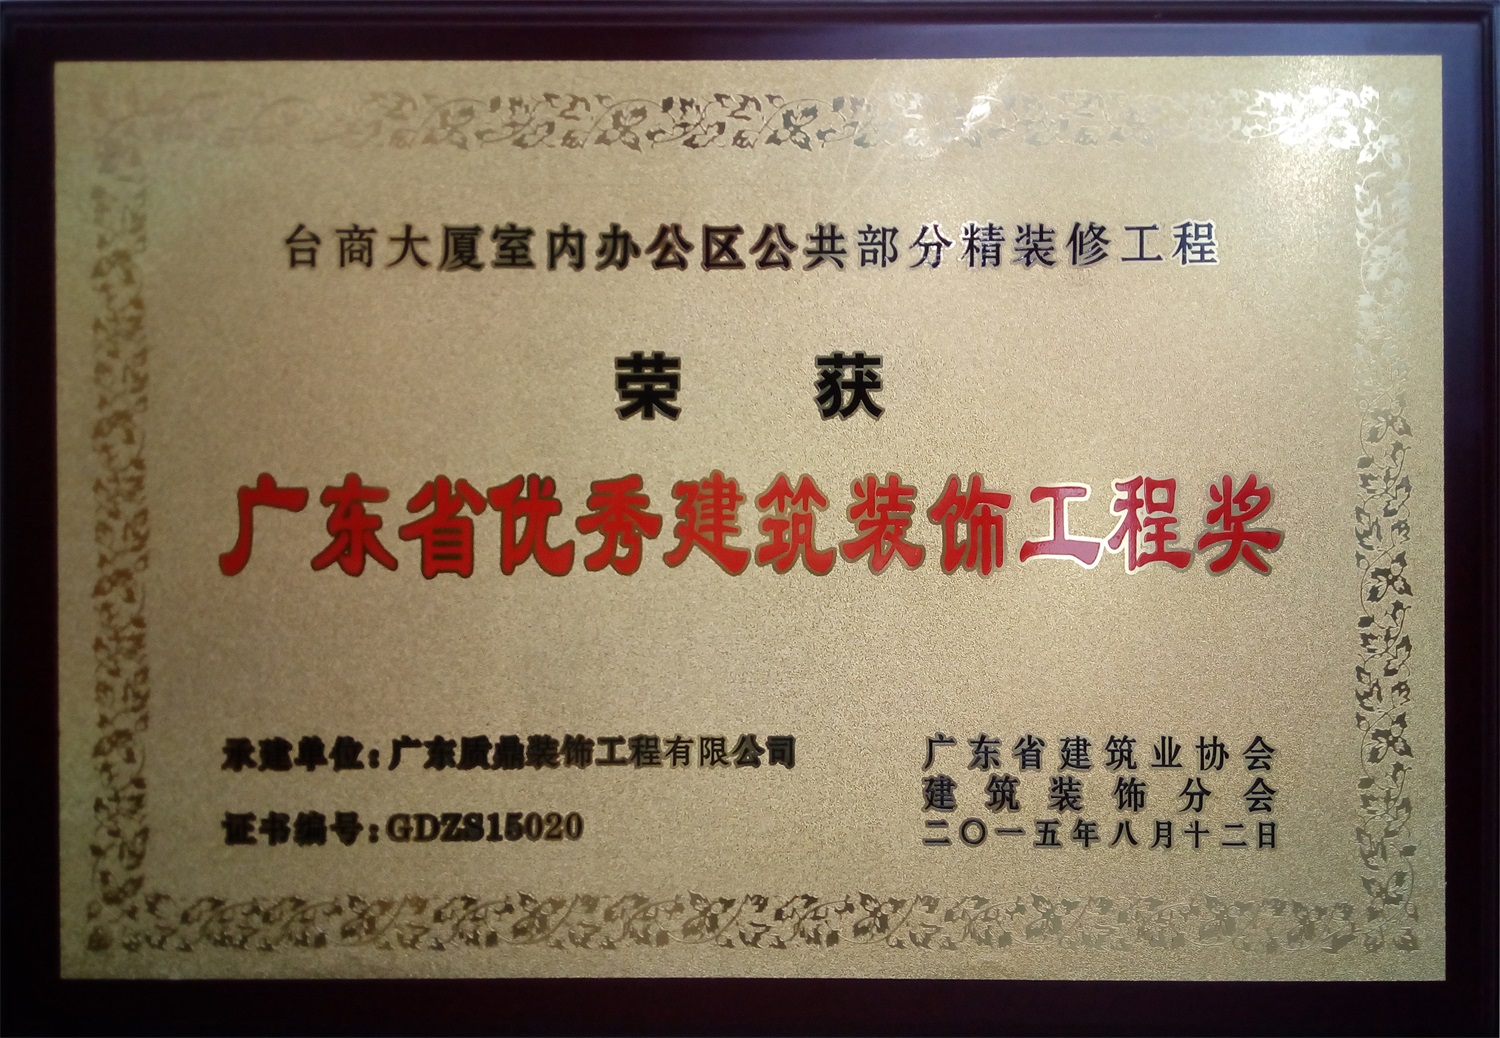 台商大厦室内办公区公共部分精装修工程
荣获
广东省优秀建筑装饰工程奖
承建单位:广东质鼎装饰工程有限公司
证书编号:GDZS15020
广东省建筑业协会
建筑装饰分会
二〇一五年八月十二日